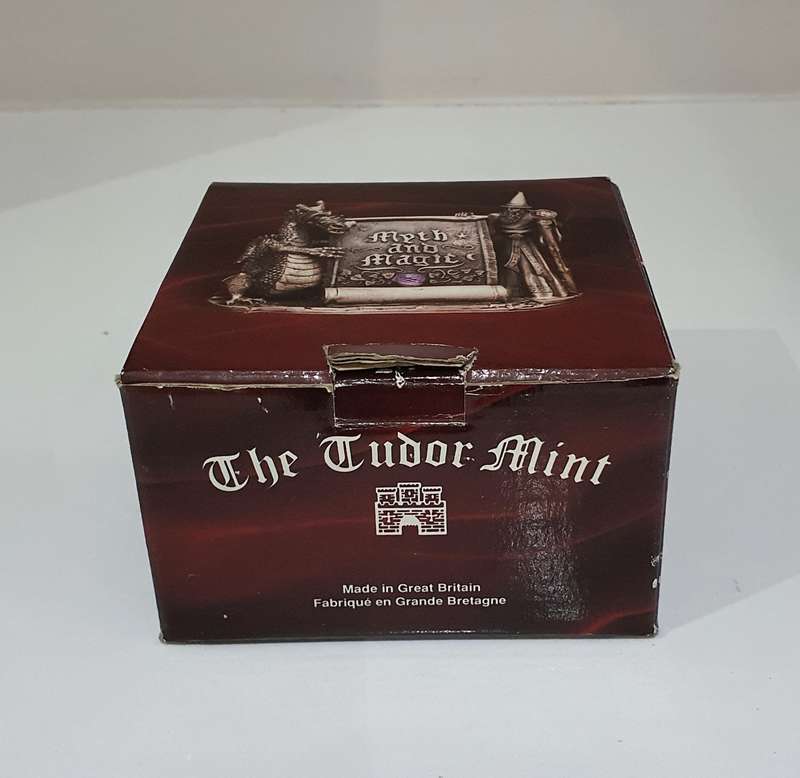 Myth
and
Magic
The Tudor Mint
Made in Great Britain
Fabriqué en Grande Bretagne